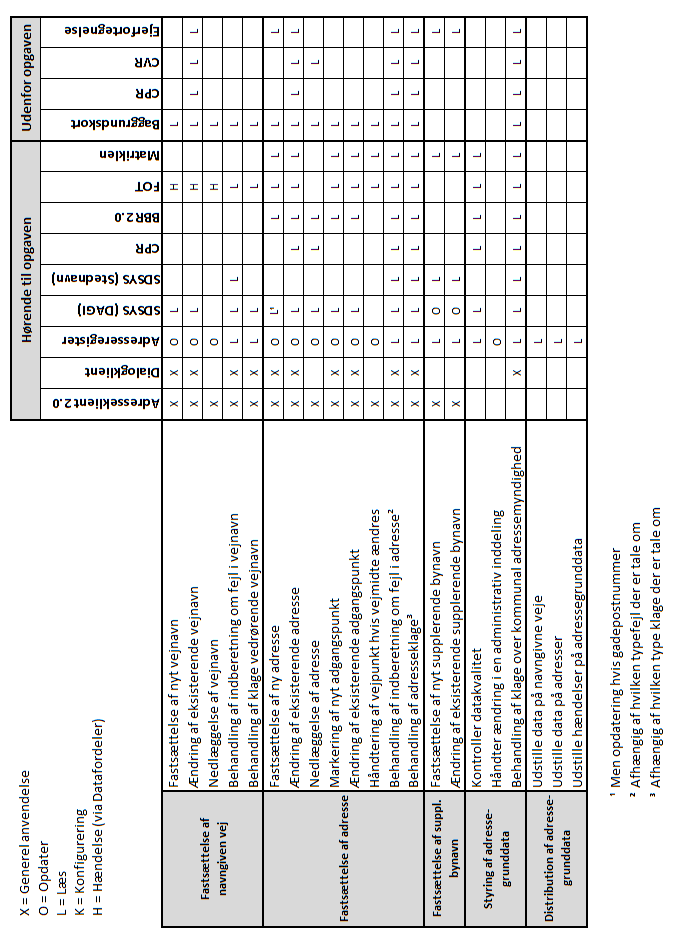 X = Generel anvendelse
O = Opdater
L = Læs
K = Konfigurering
H = Hændelse (via Datafordeler)
Hørende til opgaven Udenfor opgaven
Adresseklient 2.0
Dialogklient
Adresseregister
SDSYS (DAGI)
SDSYS (Stednavn)
CPR
BBR 2.0
FOT
Matriklen
Baggrundskort
CPR
CVR
Ejerfortegnelse
Fastsættelse af
navngiven vej
Fastsættelse af nyt vejnavn X X O L H L
Ændring af eksisterende vejnavn X X O L H L L L L
Nedlæggelse af vejnavn X O H L
Behandling af indberetning om fejl i vejnavn X X L L L L L
Behandling af klage vedrørende vejnavn X X L L L L
Fastsættelse af adresse
Fastsættelse af ny adresse X X O L¹ L L L L L
Ændring af eksisterende adresse X X O L L L L L L L L L
Nedlæggelse af adresse X O L L L L L
Markering af nyt adgangspunkt X X O L L L L L
Ændring af eksisterende adgangspunkt X X O L L L L L
Håndtering af vejpunkt hvis vejmidte ændres X O L L L
Behandling af indberetning om fejl i adresse² X X L L L L L L L L L L L
Behandling af adresseklage³ X X L L L L L L L L L L L
Fastsættelse af suppl.
bynavn
Fastsættelse af nyt supplerende bynavn X L O L L L
Ændring af eksisterende supplerende bynavn X L O L L L
Styring af adresse-
grunddata
Kontroller datakvalitet L L L L L L
Håndter ændring i en administrativ inddeling O
Behandling af klage over kommunal adressemyndighed X L L L L L L L L L L L
Distribution af adresse-
grunddata
Udstille data på navngivne veje L
Udstille data på adresser L
Udstille hændelser på adressegrunddata L
¹ Men opdatering hvis gadepostnummer
² Afhængig af hvilken typefejl der er tale om
³ Afhængig af hvilken type klage der er tale om